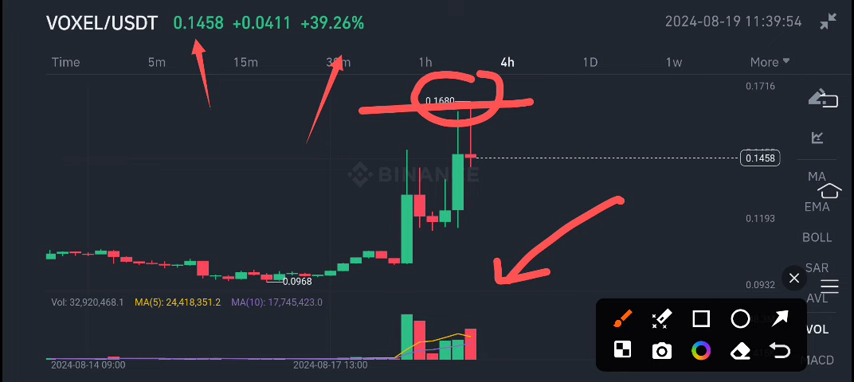 VOXEL/USDT 0.1458 +0.0411 +39.26% 2024-08-19 11:39:54
Time 5m 15m 30m 1h 4h 1D 1w More
0.1716
0.1680
0.1458
BINANCE
MA
EMA
0.1193
BOLL
SAR
0.0968
0.0932
AVL
Vol: 32,920,468.1 MA(5): 24,418,351.2 MA(10): 17,745,423.0
VOL
MACD
2024-08-14 09:00 2024-08-17 13:00